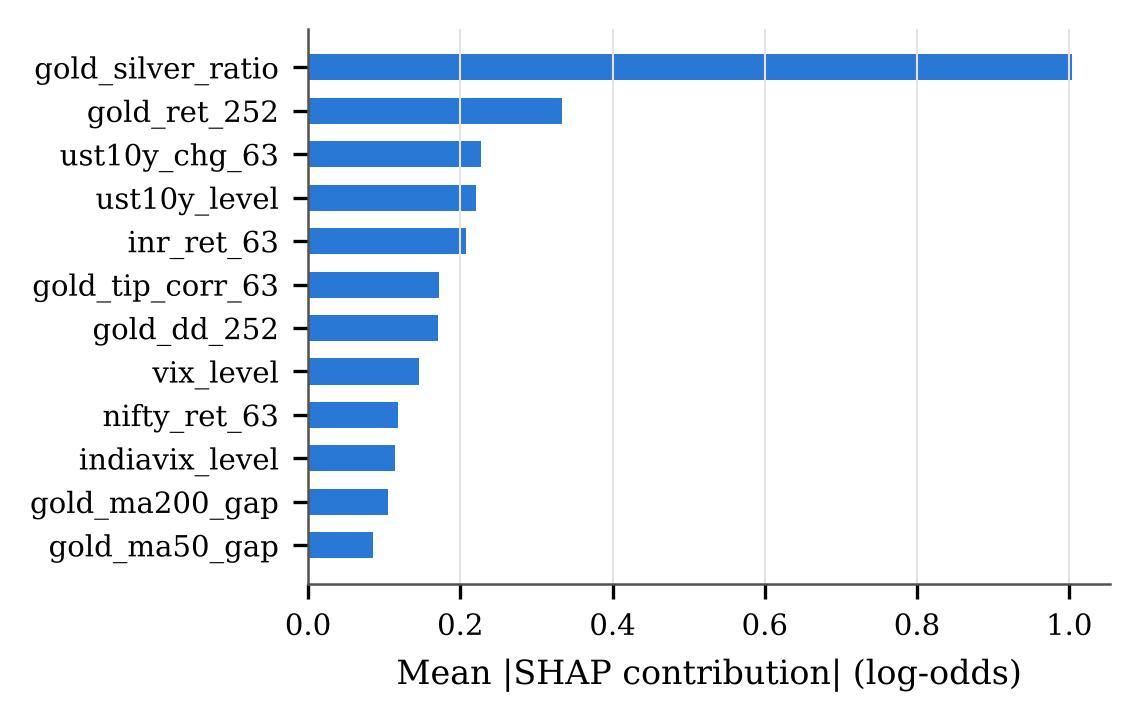 gold_silver_ratio
gold_ret_252
ust10y_chg_63
ust10y_level
inr_ret_63
gold_tip_corr_63
gold_dd_252
vix_level
nifty_ret_63
indiavix_level
gold_ma200_gap
gold_ma50_gap
0.0 0.2 0.4 0.6 0.8 1.0
Mean |SHAP contribution| (log-odds)